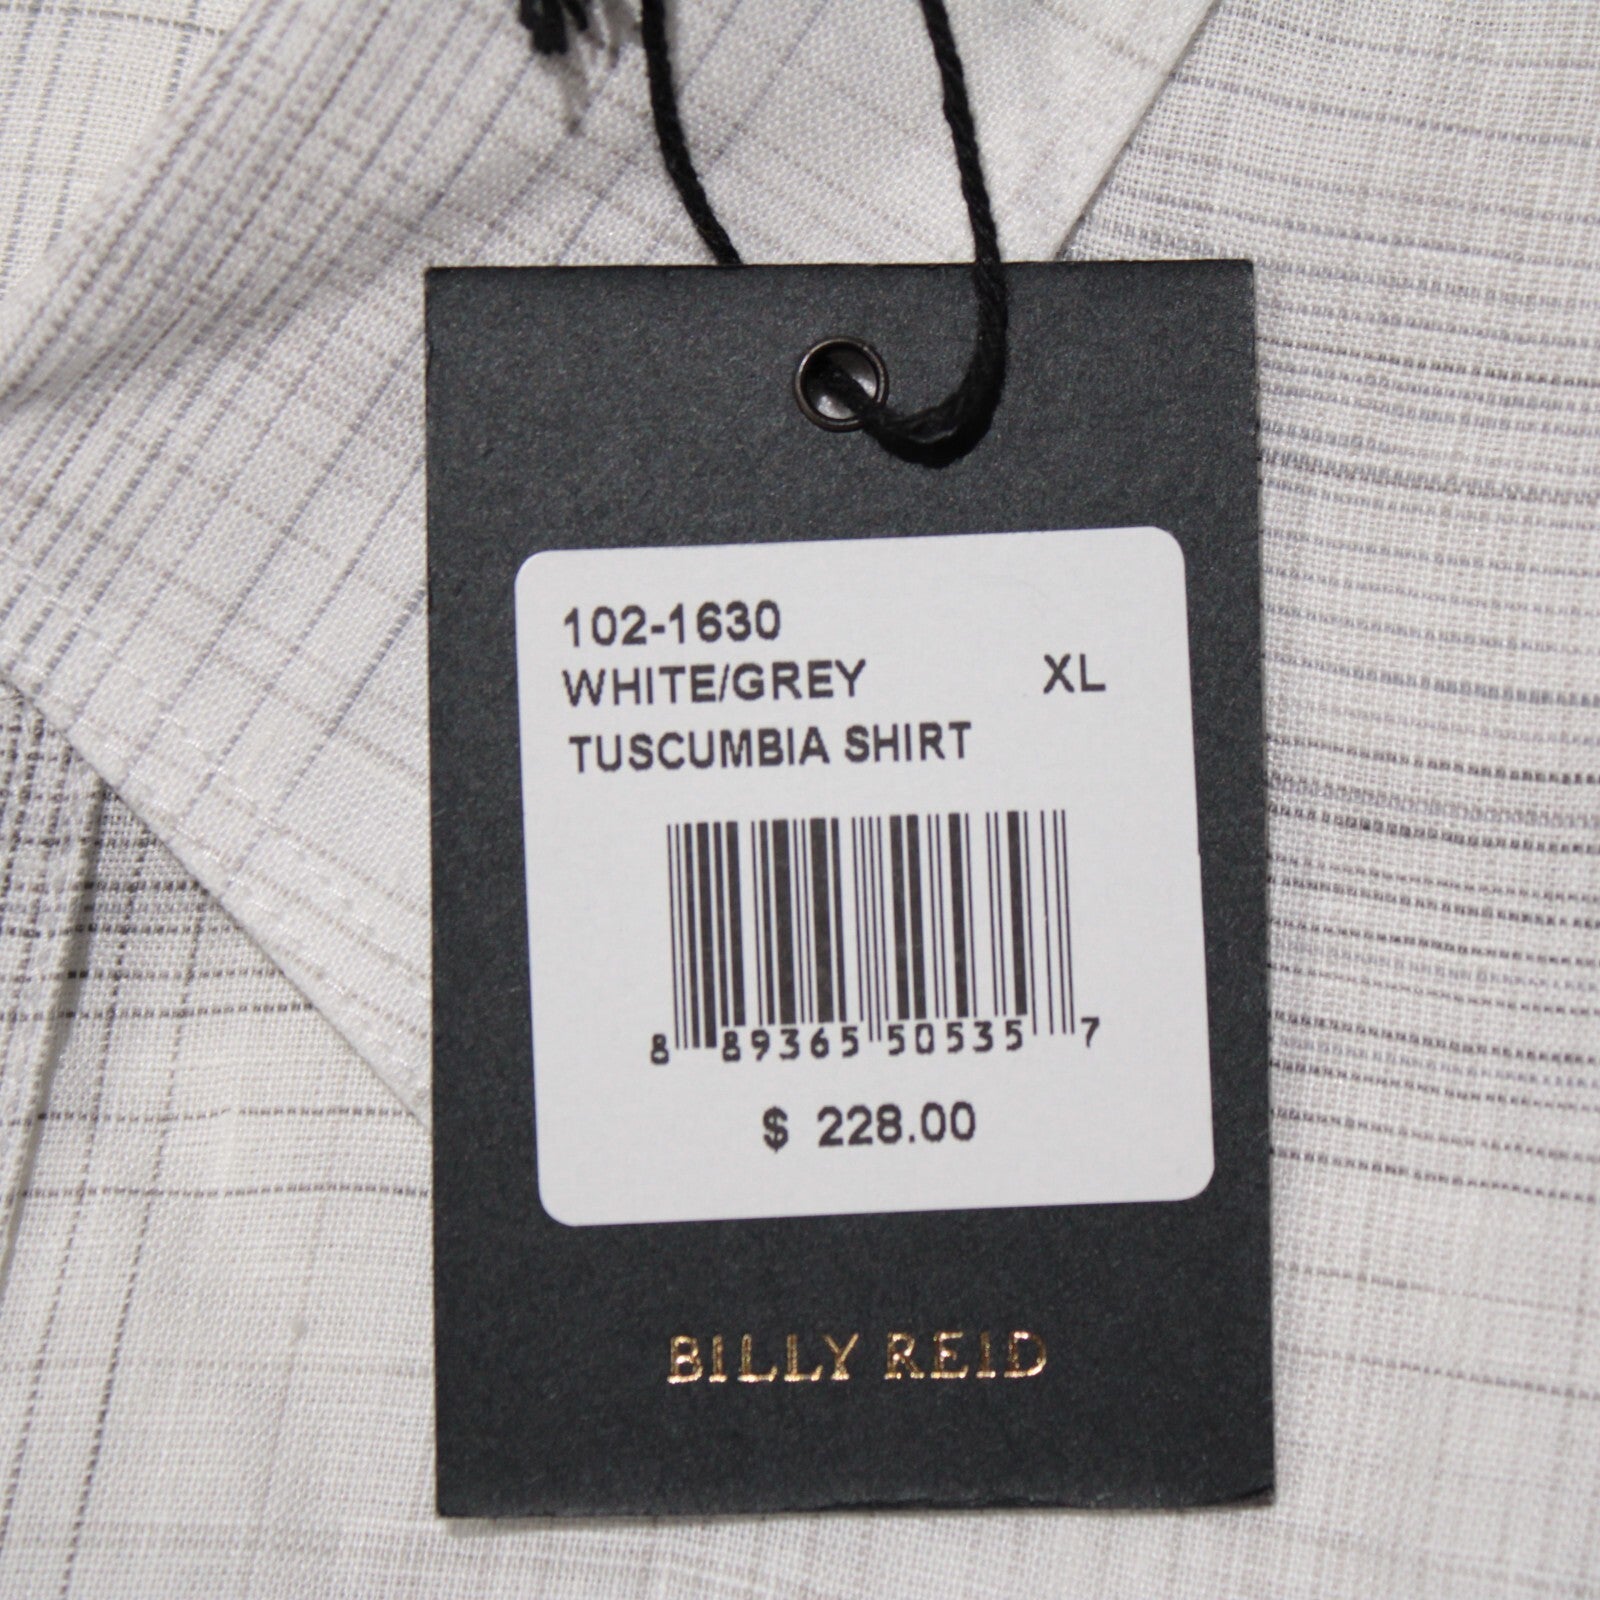 102-1630
WHITE/GREY XL
TUSCUMBIA SHIRT
8 89365 50535 7
$ 228.00
BILLY REID